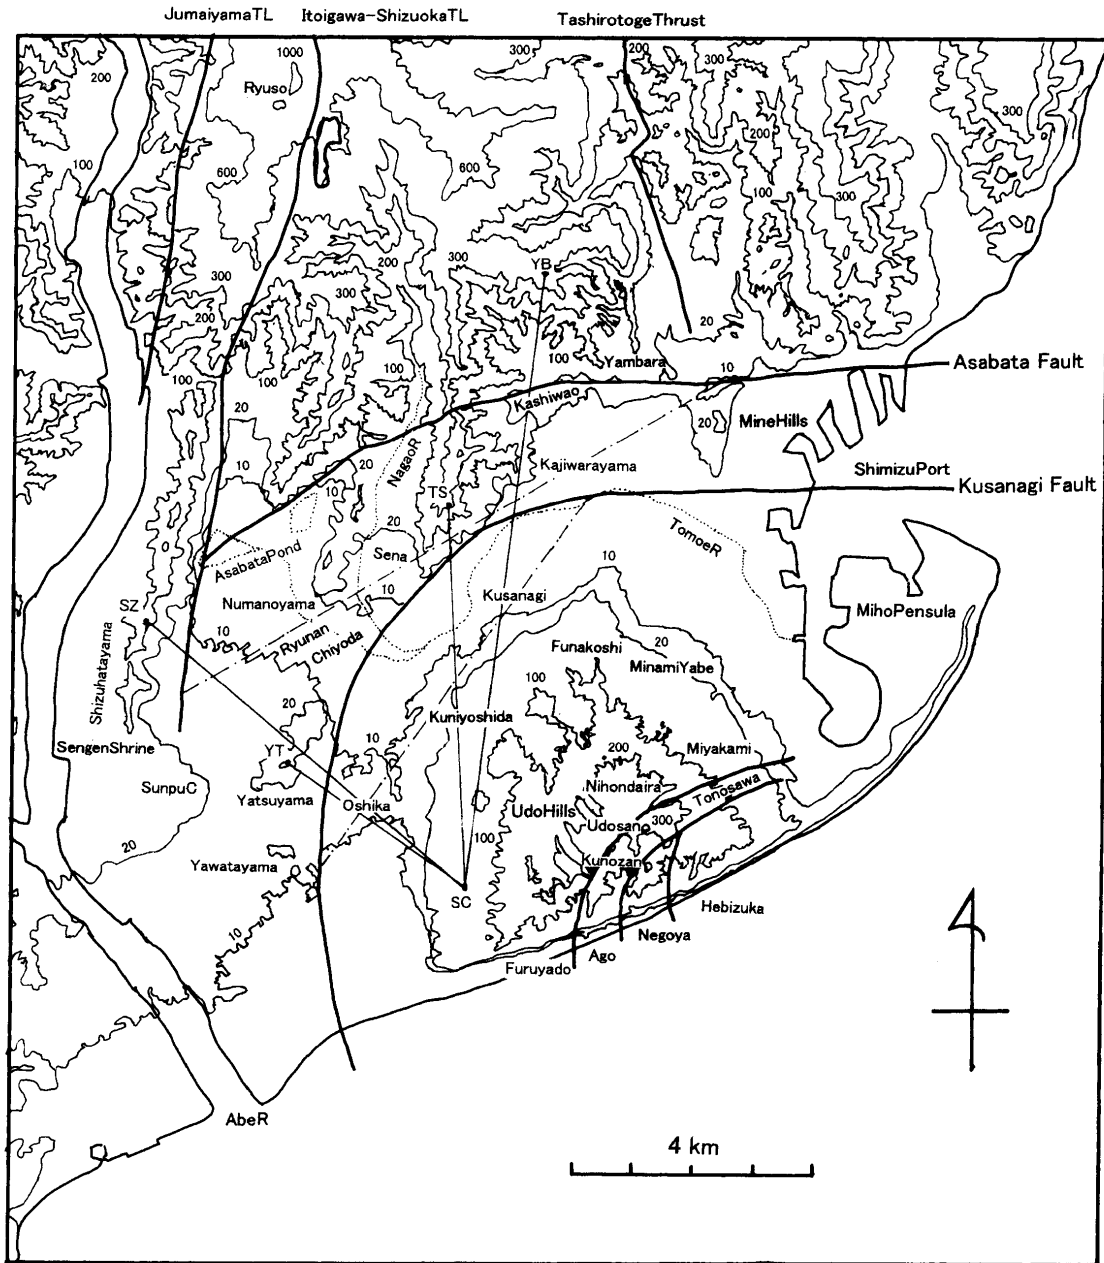 JumaiyamaTL Itoigawa-ShizuokaTL TashirotogeThrust
200
1000
Ryuso
300
200
300
300
200
100
600
600
100
300
200
300
YB
300
200
300
200
20
100
Yambara
10
Asabata Fault
100
100
100
Kashiwao
20
20
MineHills
10
20
NagaoR
Kajiwarayama
ShimizuPort
10
TS
Kusanagi Fault
20
TomoeR
AsabataPond
Sena
10
SZ
Numanoyama
10
Kusanagi
MihoPensula
10
Ryunan
Chiyoda
20
Funakoshi
MinamiYabe
Shizuhatayama
100
20
Kuniyoshida
SengenShrine
10
200
Miyakami
YT
SunpuC
Nihondaira
Tonosawa
Yatsuyama
Oshika
UdoHills
Udosano
300
20
100
Yawatayama
Kunozan
SC
Hebizuka
10
Negoya
Ago
Furuyado
AbeR
4 km